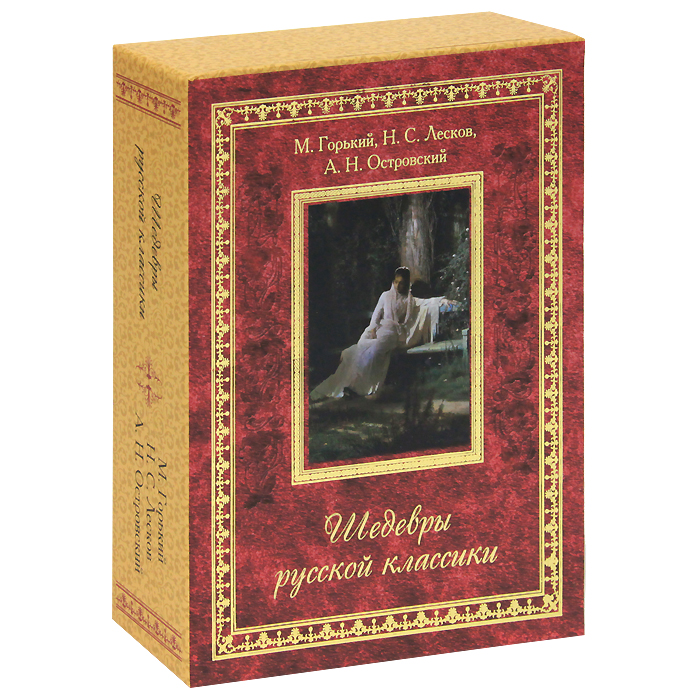 М. Горький, Н. С. Лесков,
А. Н. Островский
Шедевры
русской классики
Шедевры
русской классики
М. Горький
Н. С. Лесков
А. Н. Островский